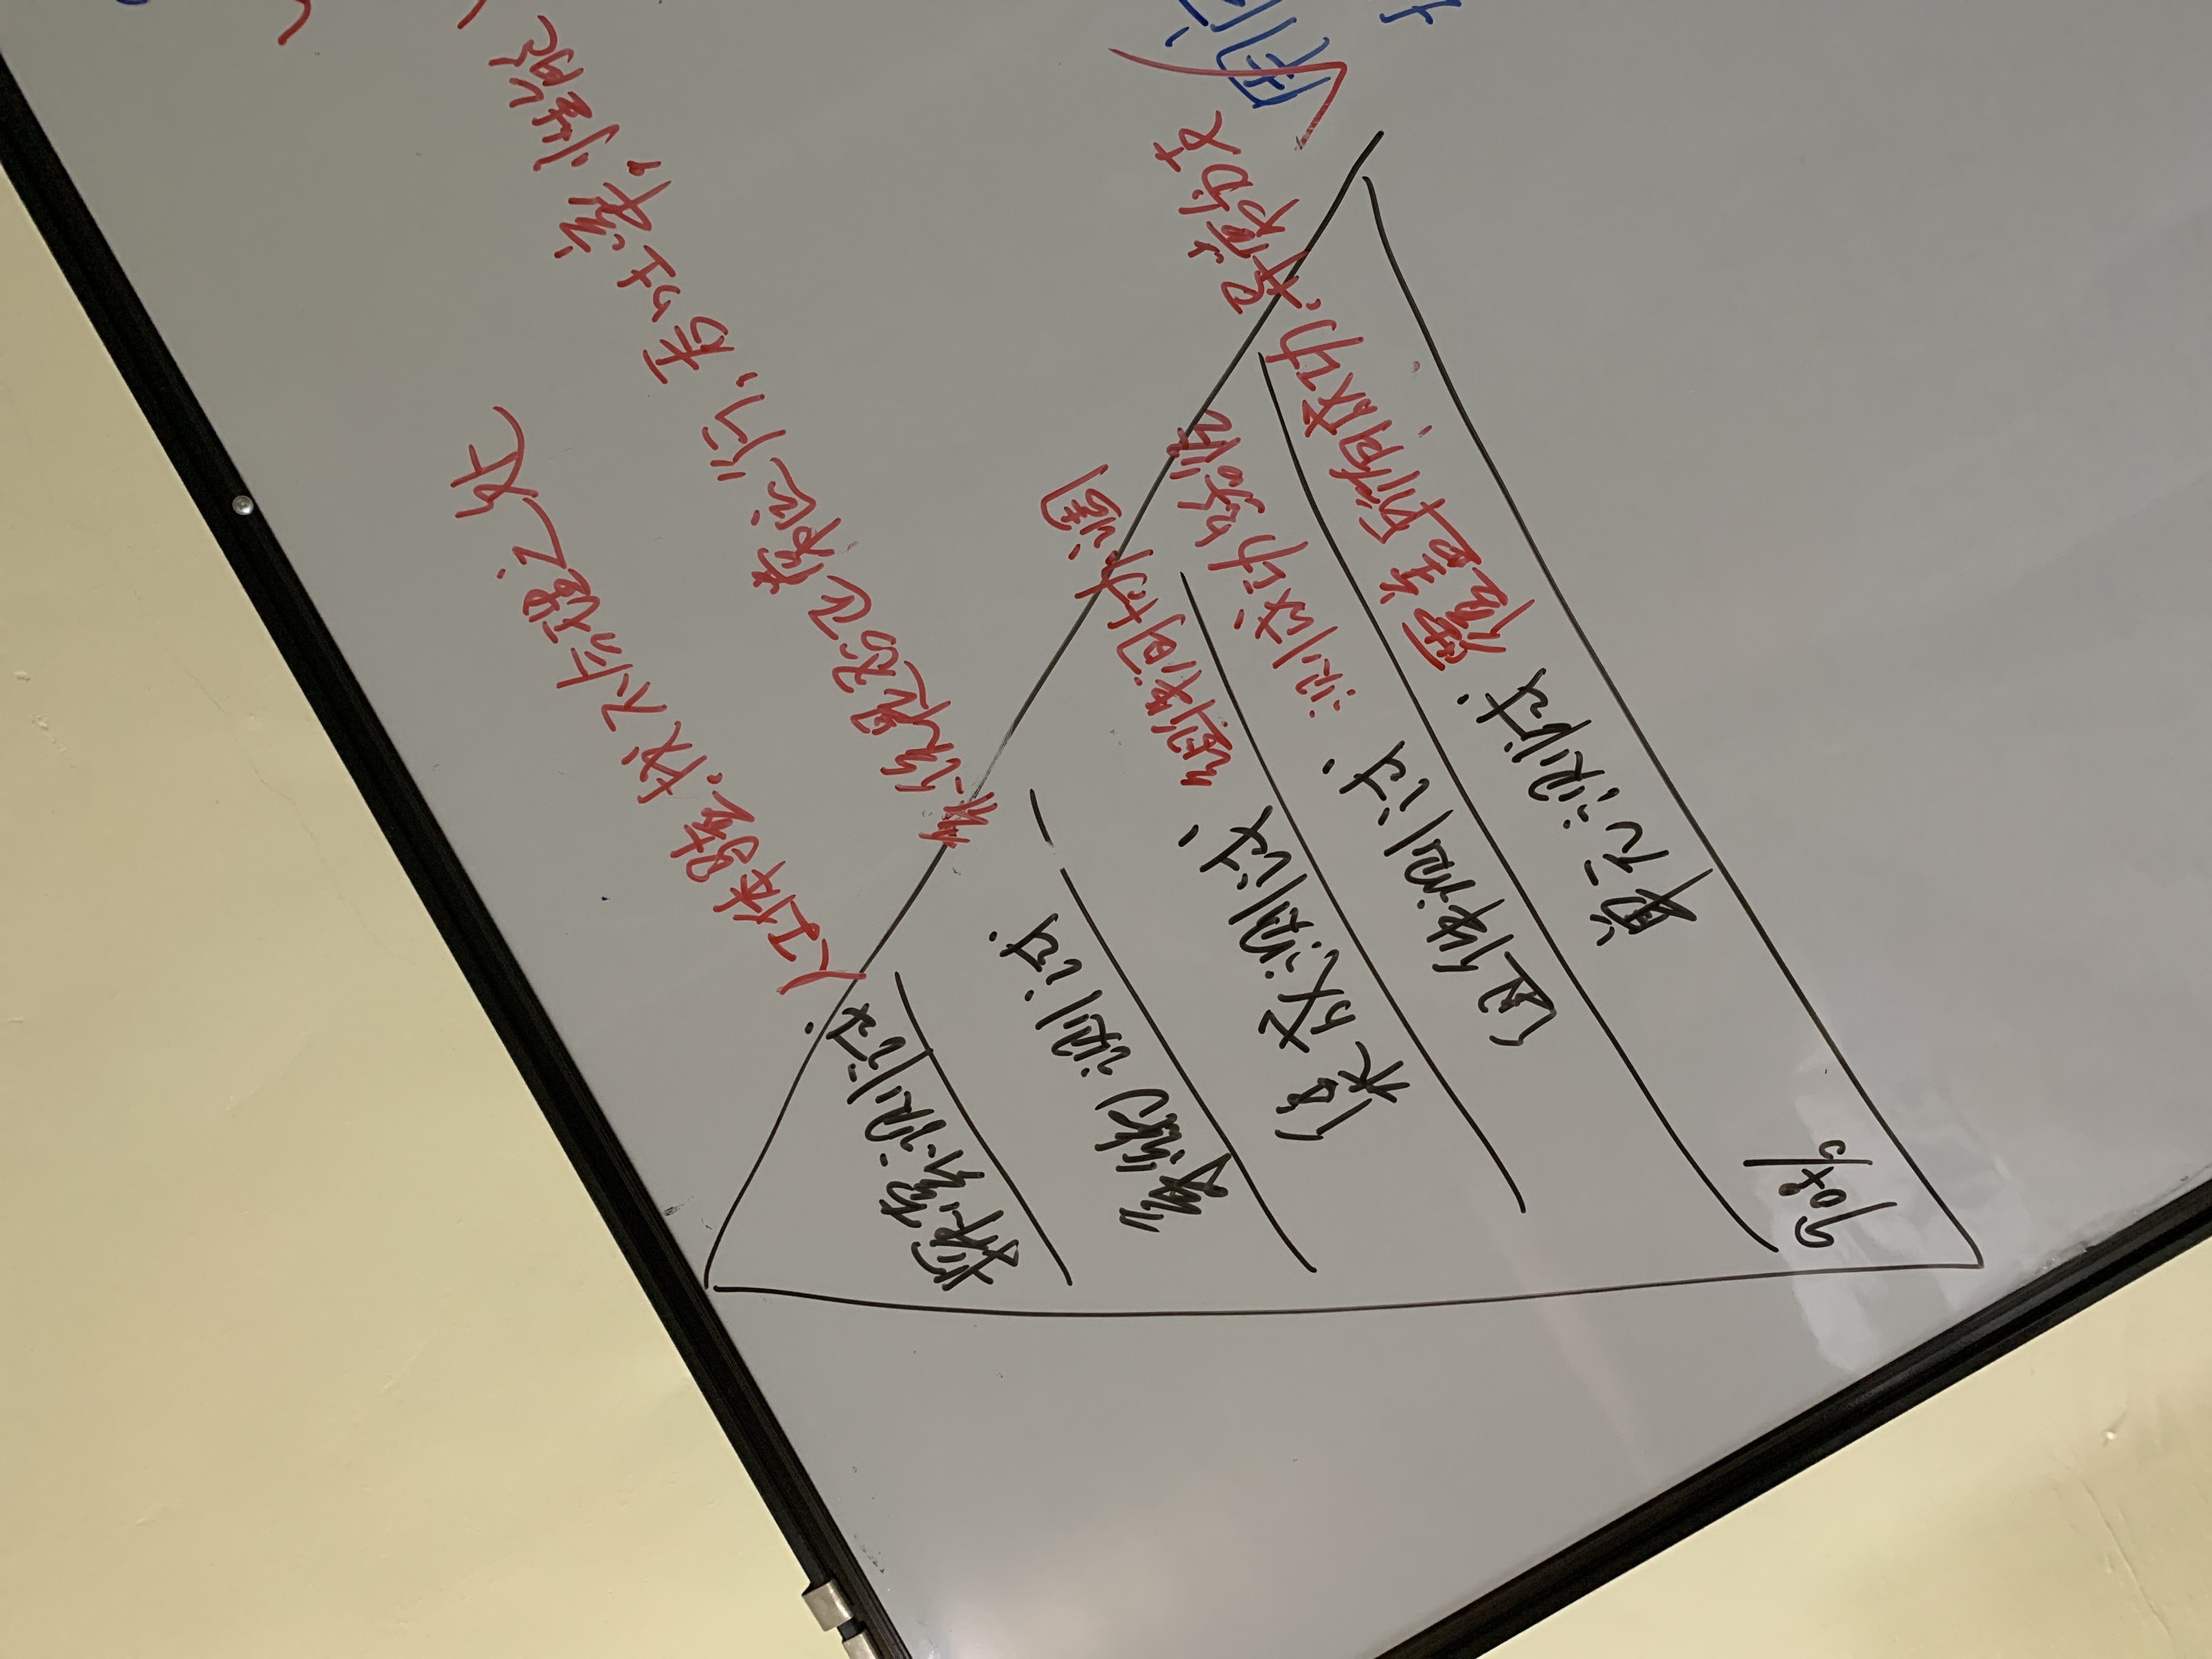 探索测试 人工体验,找不合理之处
系统测试 系统是否正常运行,吞吐率,性能
集成测试 组件间协调
组件测试 测成功路径
单元测试 覆盖所有成功、异常分支
90%
用户